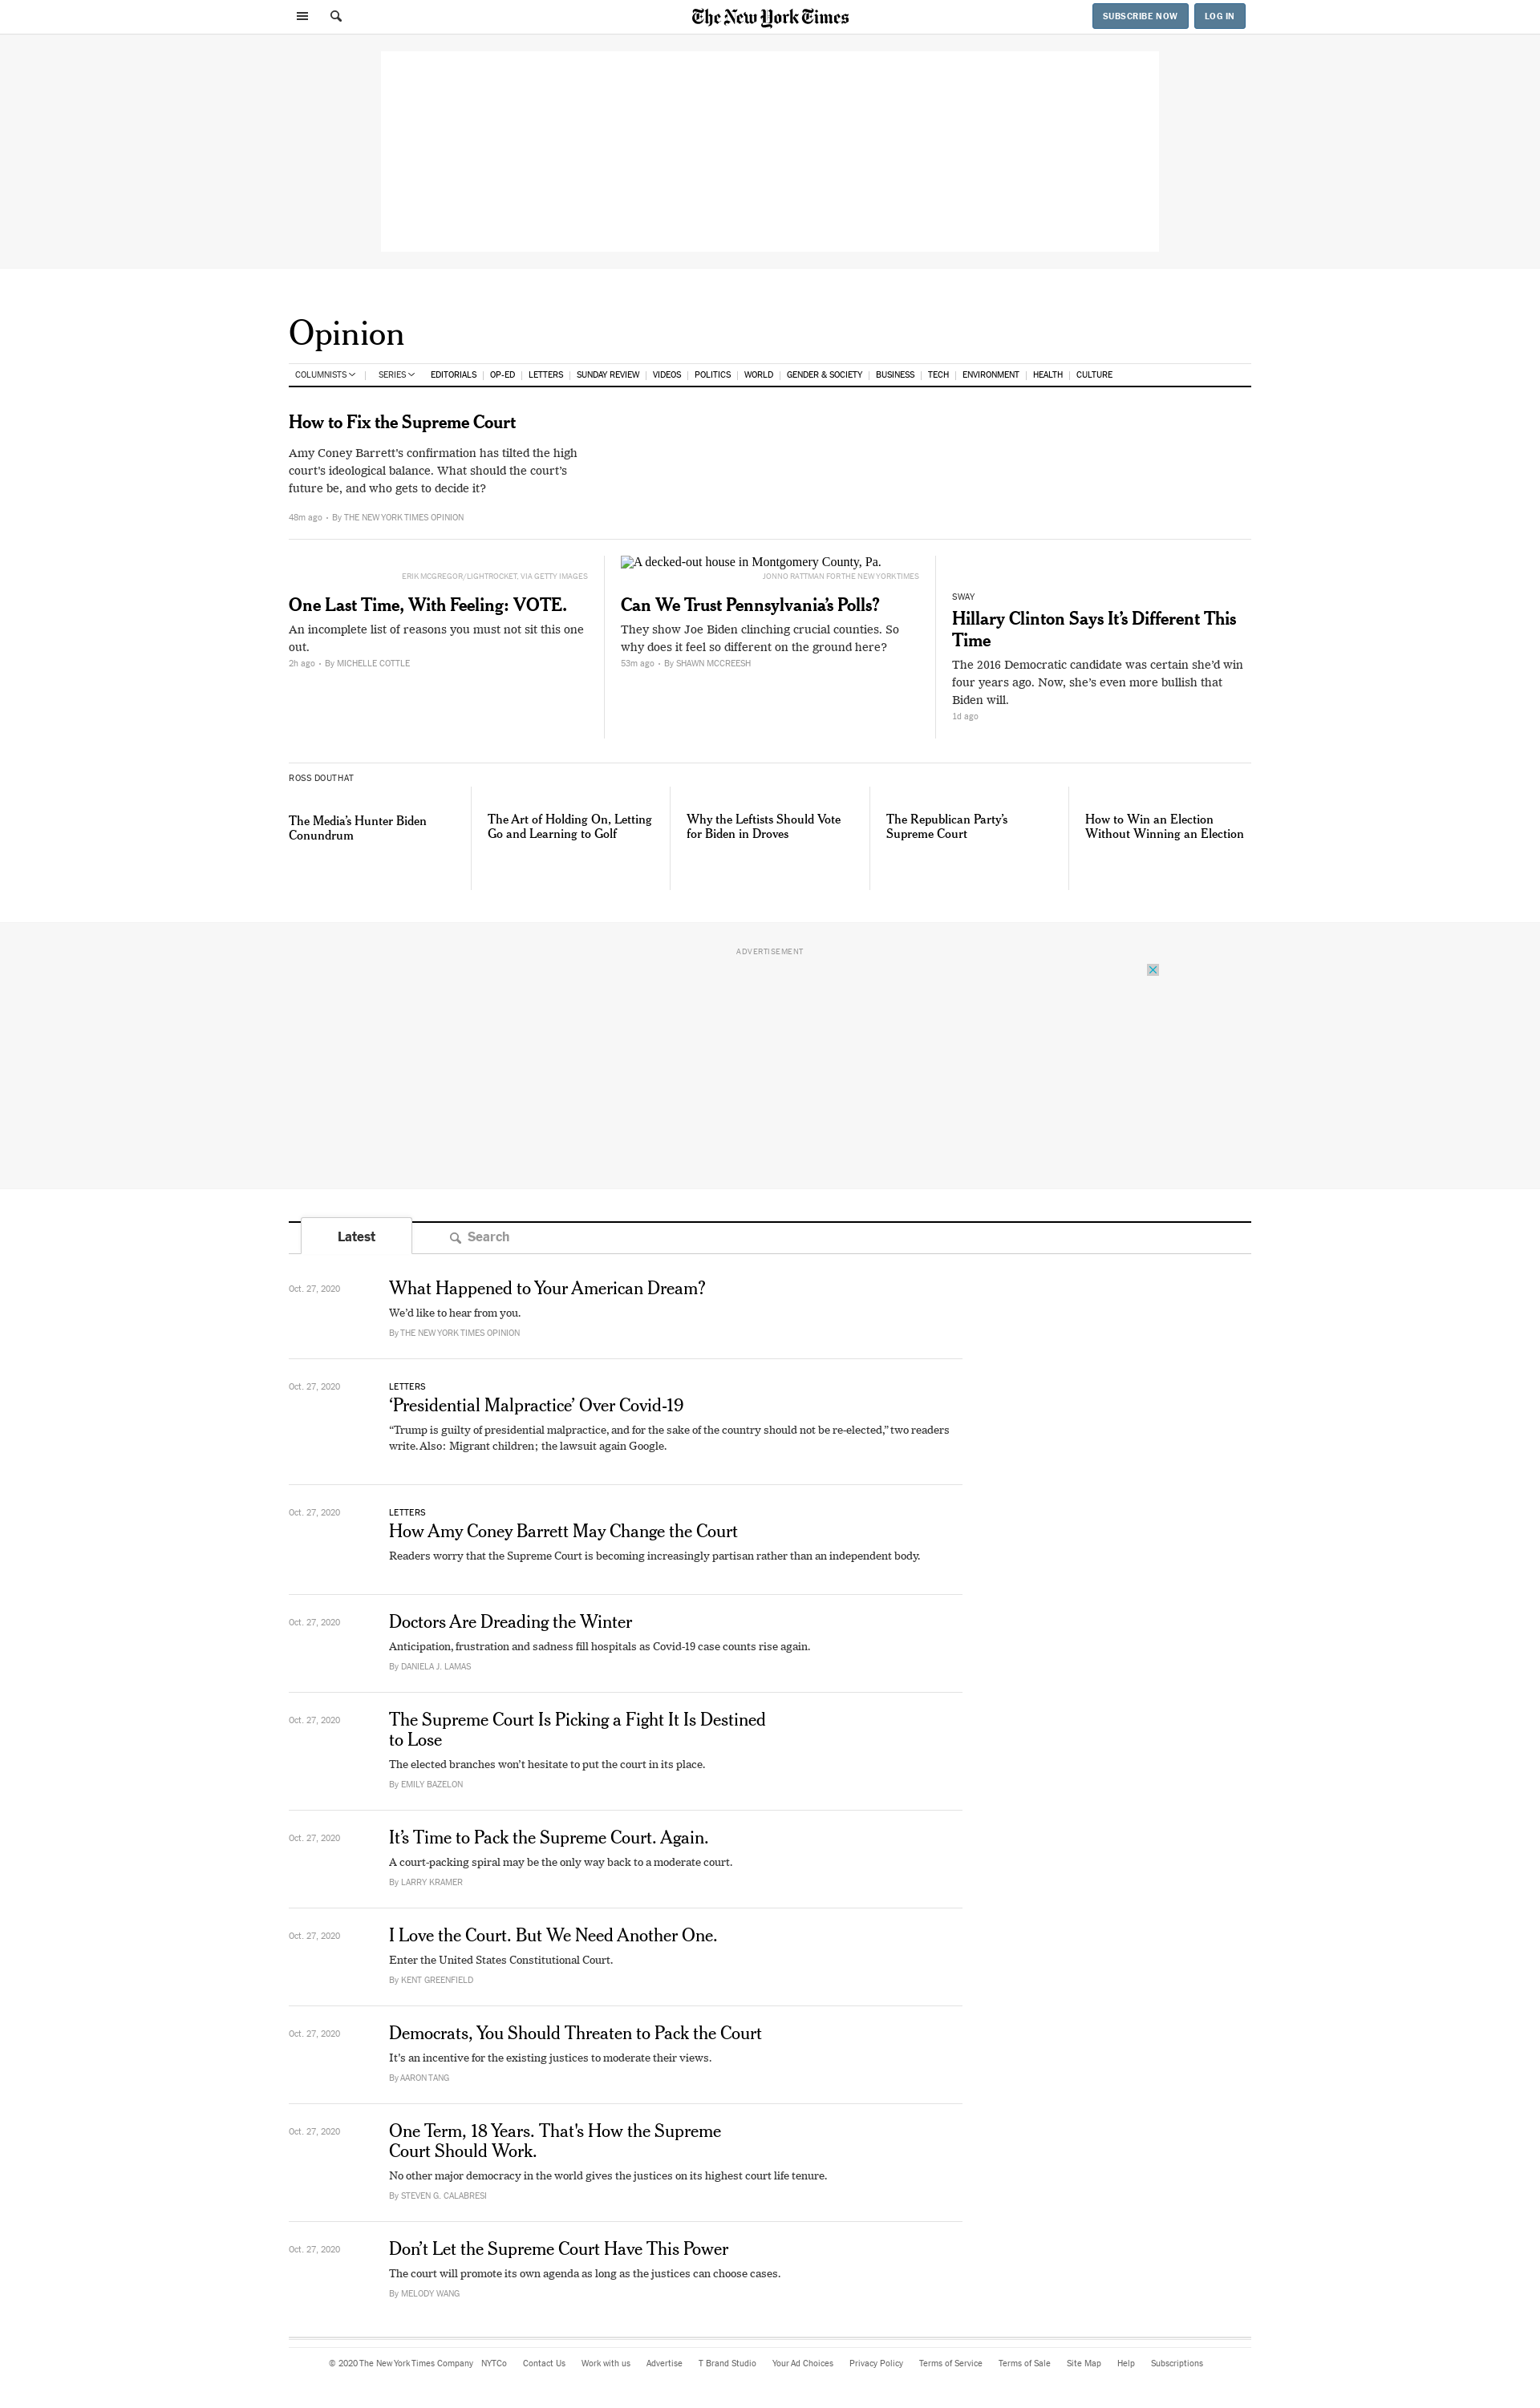 The New York Times
SUBSCRIBE NOW
LOG IN
Opinion
COLUMNISTS | SERIES EDITORIALS | OP-ED | LETTERS | SUNDAY REVIEW | VIDEOS | POLITICS | WORLD | GENDER & SOCIETY | BUSINESS | TECH | ENVIRONMENT | HEALTH | CULTURE
How to Fix the Supreme Court
Amy Coney Barrett’s confirmation has tilted the high
court’s ideological balance. What should the court’s
future be, and who gets to decide it?
48m ago • By THE NEW YORK TIMES OPINION
ERIK MCGREGOR/LIGHTROCKET, VIA GETTY IMAGES
One Last Time, With Feeling: VOTE.
An incomplete list of reasons you must not sit this one
out.
2h ago • By MICHELLE COTTLE
A decked-out house in Montgomery County, Pa.
JONNO RATTMAN FOR THE NEW YORK TIMES
Can We Trust Pennsylvania’s Polls?
They show Joe Biden clinching crucial counties. So
why does it feel so different on the ground here?
53m ago • By SHAWN MCCREESH
SWAY
Hillary Clinton Says It’s Different This
Time
The 2016 Democratic candidate was certain she’d win
four years ago. Now, she’s even more bullish that
Biden will.
1d ago
ROSS DOUTHAT
The Media’s Hunter Biden
Conundrum
The Art of Holding On, Letting
Go and Learning to Golf
Why the Leftists Should Vote
for Biden in Droves
The Republican Party’s
Supreme Court
How to Win an Election
Without Winning an Election
ADVERTISEMENT
Latest
Search
Oct. 27, 2020
What Happened to Your American Dream?
We’d like to hear from you.
By THE NEW YORK TIMES OPINION
Oct. 27, 2020
LETTERS
‘Presidential Malpractice’ Over Covid-19
“Trump is guilty of presidential malpractice, and for the sake of the country should not be re-elected,” two readers
write. Also: Migrant children; the lawsuit again Google.
Oct. 27, 2020
LETTERS
How Amy Coney Barrett May Change the Court
Readers worry that the Supreme Court is becoming increasingly partisan rather than an independent body.
Oct. 27, 2020
Doctors Are Dreading the Winter
Anticipation, frustration and sadness fill hospitals as Covid-19 case counts rise again.
By DANIELA J. LAMAS
Oct. 27, 2020
The Supreme Court Is Picking a Fight It Is Destined
to Lose
The elected branches won’t hesitate to put the court in its place.
By EMILY BAZELON
Oct. 27, 2020
It’s Time to Pack the Supreme Court. Again.
A court-packing spiral may be the only way back to a moderate court.
By LARRY KRAMER
Oct. 27, 2020
I Love the Court. But We Need Another One.
Enter the United States Constitutional Court.
By KENT GREENFIELD
Oct. 27, 2020
Democrats, You Should Threaten to Pack the Court
It’s an incentive for the existing justices to moderate their views.
By AARON TANG
Oct. 27, 2020
One Term, 18 Years. That's How the Supreme
Court Should Work.
No other major democracy in the world gives the justices on its highest court life tenure.
By STEVEN G. CALABRESI
Oct. 27, 2020
Don’t Let the Supreme Court Have This Power
The court will promote its own agenda as long as the justices can choose cases.
By MELODY WANG
© 2020 The New York Times Company NYTCo Contact Us Work with us Advertise T Brand Studio Your Ad Choices Privacy Policy Terms of Service Terms of Sale Site Map Help Subscriptions